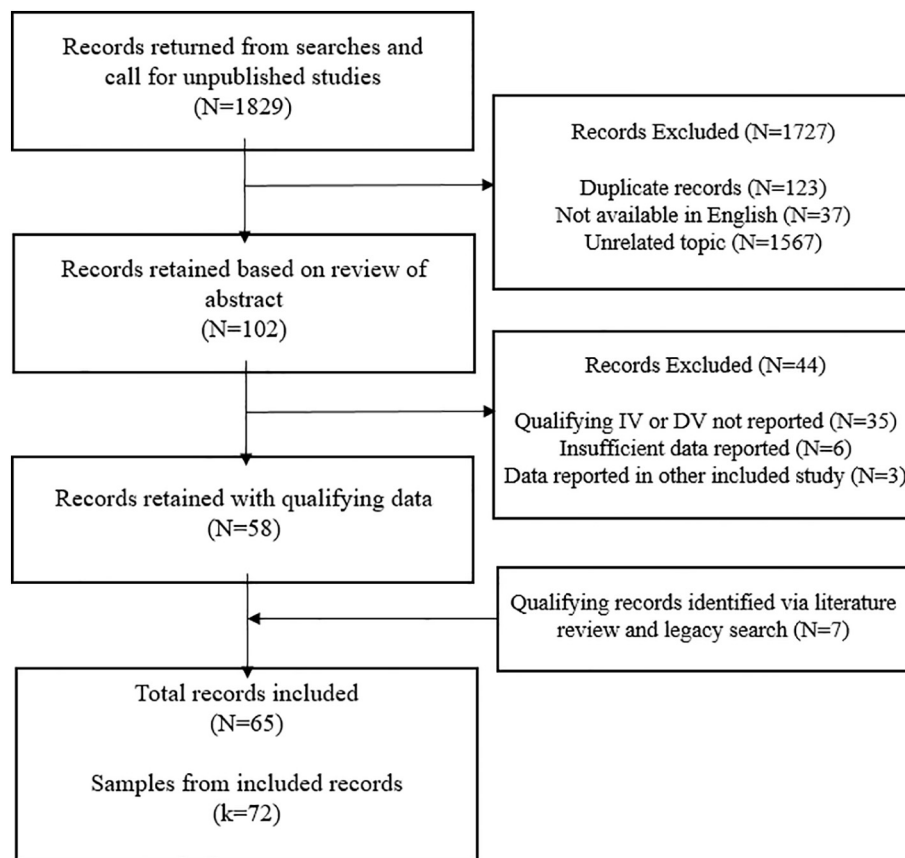 Records returned from searches and
call for unpublished studies
(N=1829)
Records Excluded (N=1727)
Duplicate records (N=123)
Not available in English (N=37)
Unrelated topic (N=1567)
Records retained based on review of
abstract
(N=102)
Records Excluded (N=44)
Qualifying IV or DV not reported (N=35)
Insufficient data reported (N=6)
Data reported in other included study (N=3)
Records retained with qualifying data
(N=58)
Qualifying records identified via literature
review and legacy search (N=7)
Total records included
(N=65)
Samples from included records
(k=72)